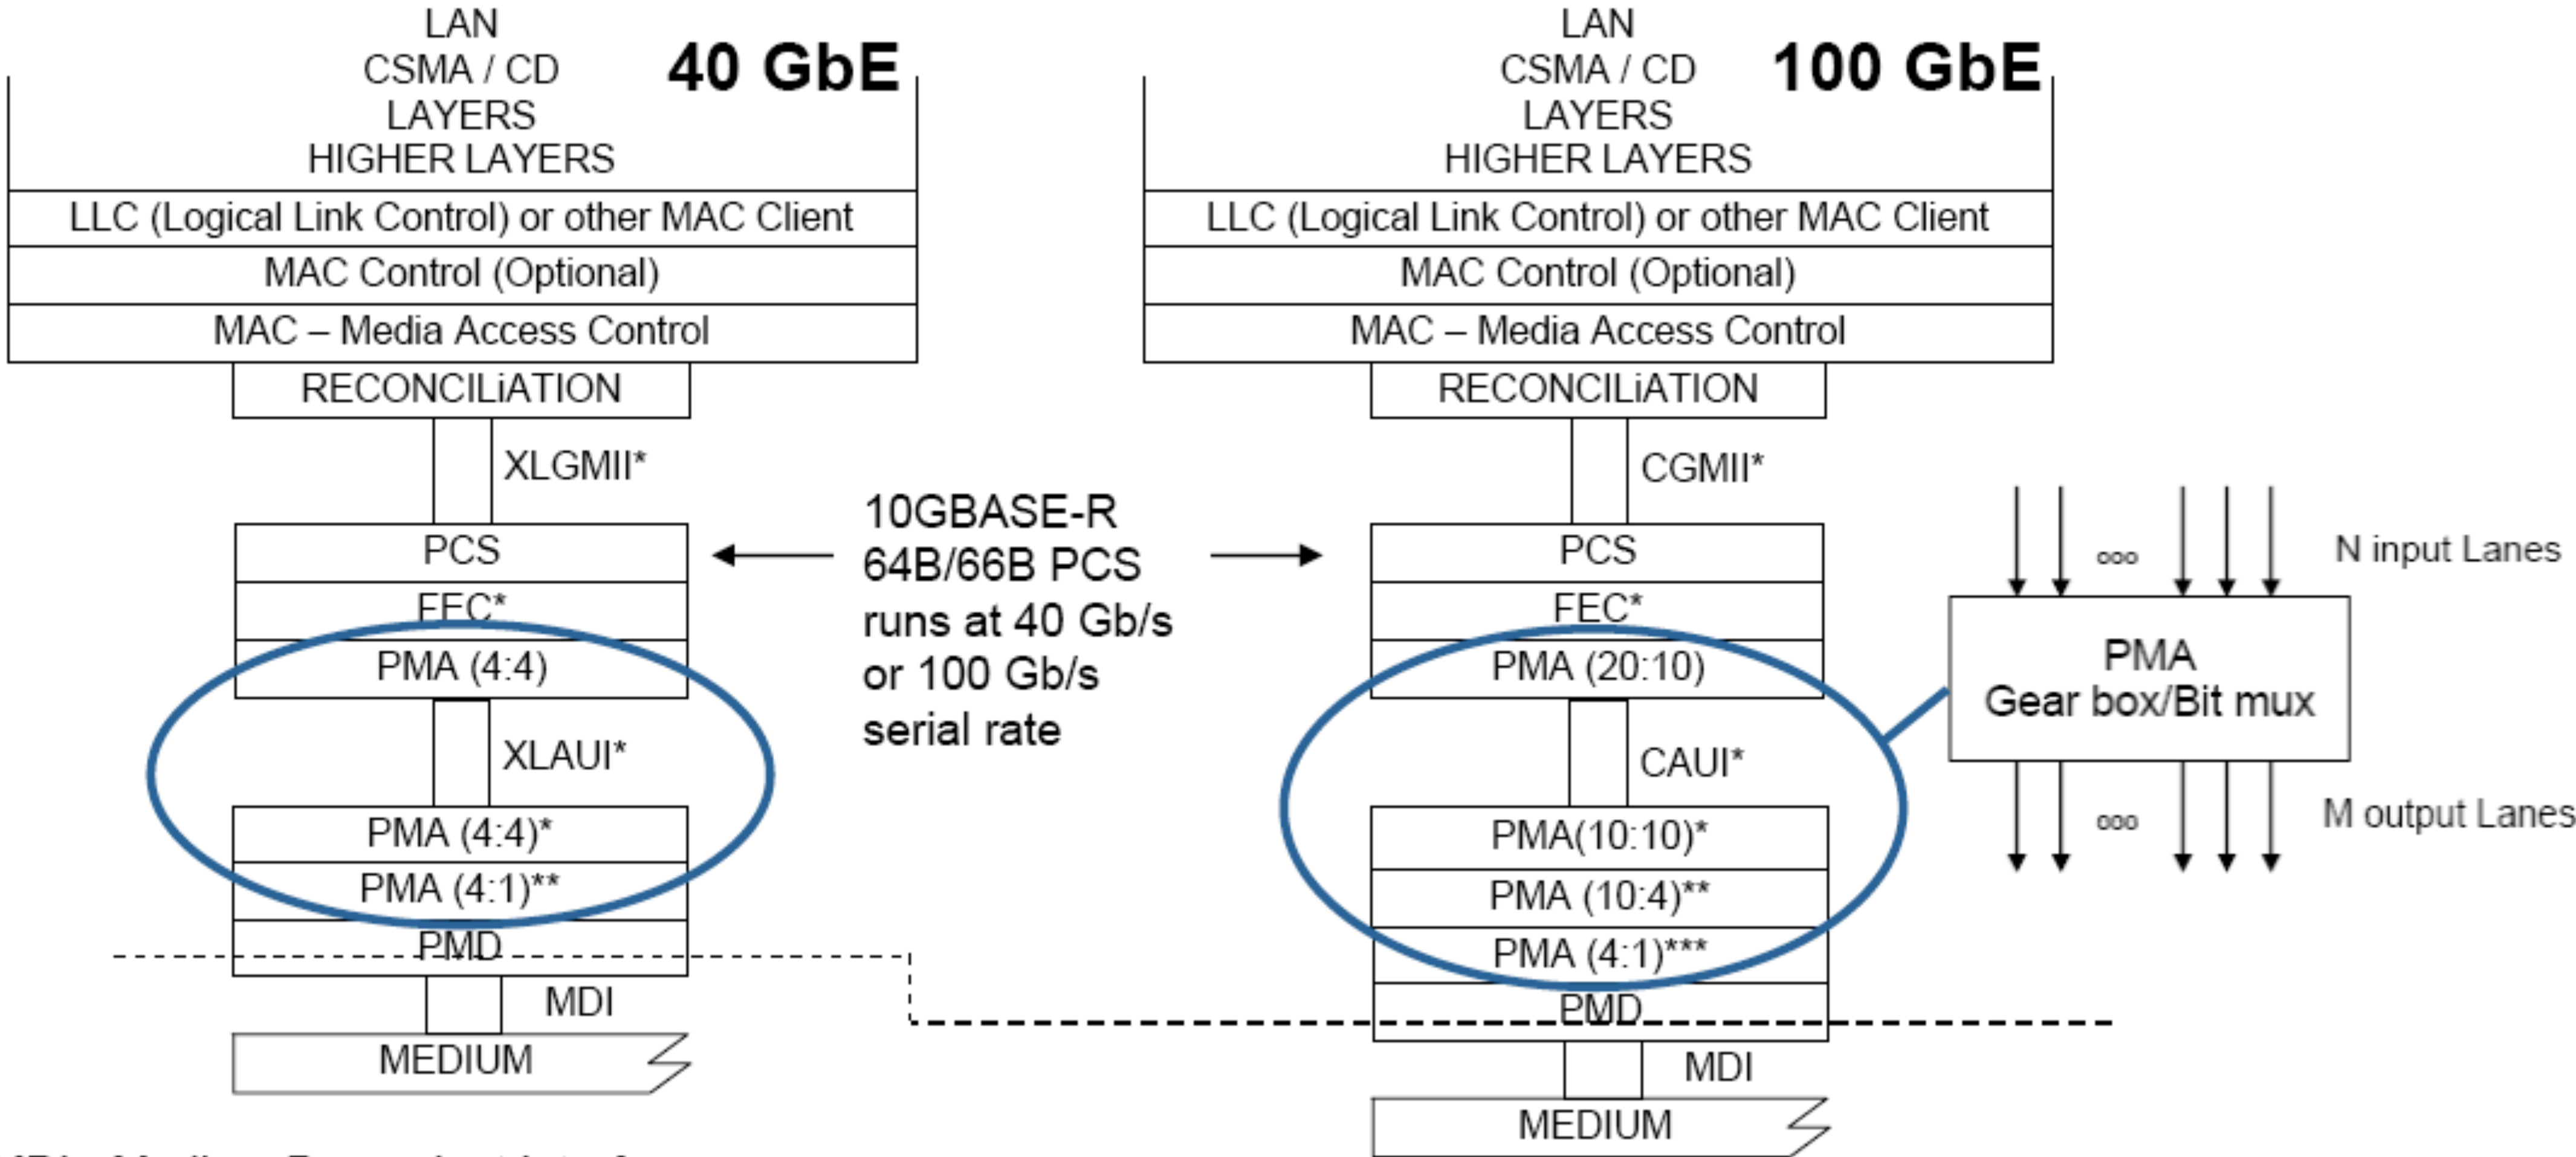 LAN
CSMA / CD
LAYERS
HIGHER LAYERS
40 GbE
LLC (Logical Link Control) or other MAC Client
MAC Control (Optional)
MAC – Media Access Control
RECONCILiATION
XLGMII*
PCS
FEC*
PMA (4:4)
XLAUI*
PMA (4:4)*
PMA (4:1)**
PMD
MDI
MEDIUM
10GBASE-R
64B/66B PCS
runs at 40 Gb/s
or 100 Gb/s
serial rate
LAN
CSMA / CD
LAYERS
HIGHER LAYERS
100 GbE
LLC (Logical Link Control) or other MAC Client
MAC Control (Optional)
MAC – Media Access Control
RECONCILiATION
CGMII*
PCS
FEC*
PMA (20:10)
CAUI*
PMA(10:10)*
PMA (10:4)**
PMA (4:1)***
PMD
MDI
MEDIUM
N input Lanes
PMA
Gear box/Bit mux
M output Lanes